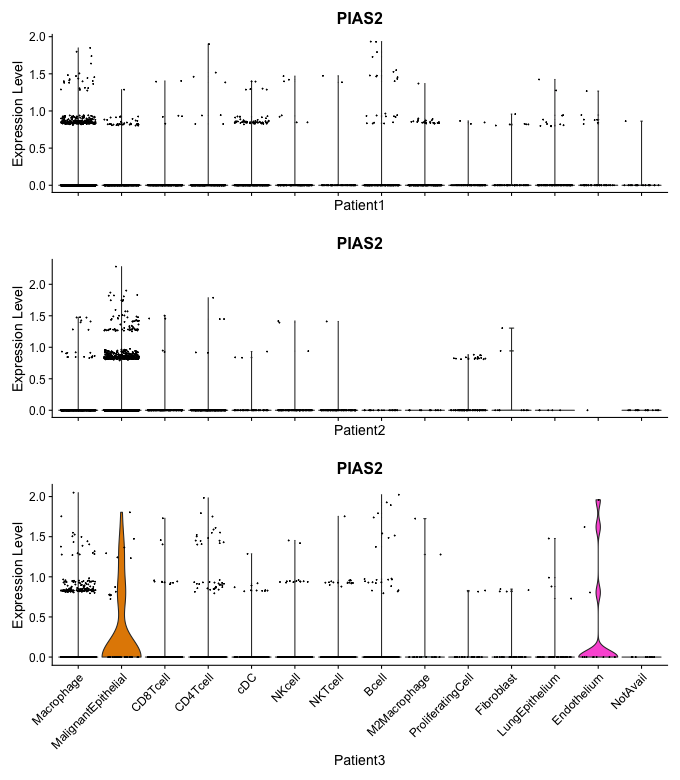 PIAS2
Expression Level
2.0
1.5
1.0
0.5
0.0
Patient1
PIAS2
Expression Level
2.0
1.5
1.0
0.5
0.0
Patient2
PIAS2
Expression Level
2.0
1.5
1.0
0.5
0.0
Macrophage
MalignantEpithelial
CD8Tcell
CD4Tcell
cDC
NKcell
NKTcell
Bcell
M2Macrophage
ProliferatingCell
Fibroblast
LungEpithelium
Endothelium
NotAvail
Patient3